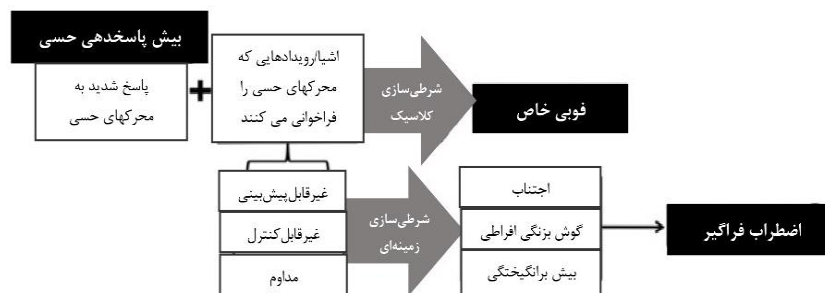 بیش پاسخدهی حسی
پاسخ شدید به
محرکهای حسی
+
اشیا/رویدادهایی که
محرکهای حسی را
فراخوانی می کنند
شرطی‌سازی
کلاسیک
فوبی خاص
غیرقابل‌پیش‌بینی
غیرقابل‌کنترل
مداوم
شرطی‌سازی
زمینه‌ای
اجتناب
گوش بزنگی افراطی
بیش برانگیختگی
اضطراب فراگیر